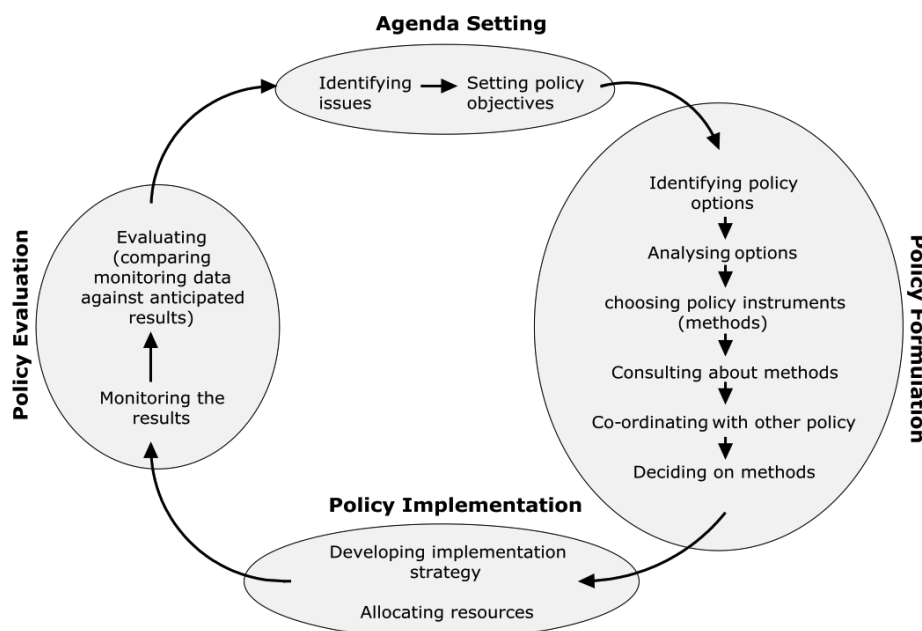 Agenda Setting
Identifying
issues
Setting policy
objectives
Policy Formuation
Identifying policy
options
Analysing options
choosing policy instruments
(methods)
Consulting about methods
Co-ordinating with other policy
Deciding on methods
Policy Implementation
Developing implementation
strategy
Allocating resources
Policy Evaluation
Evaluating
(comparing
monitoring data
against anticipated
results)
Monitoring the
results